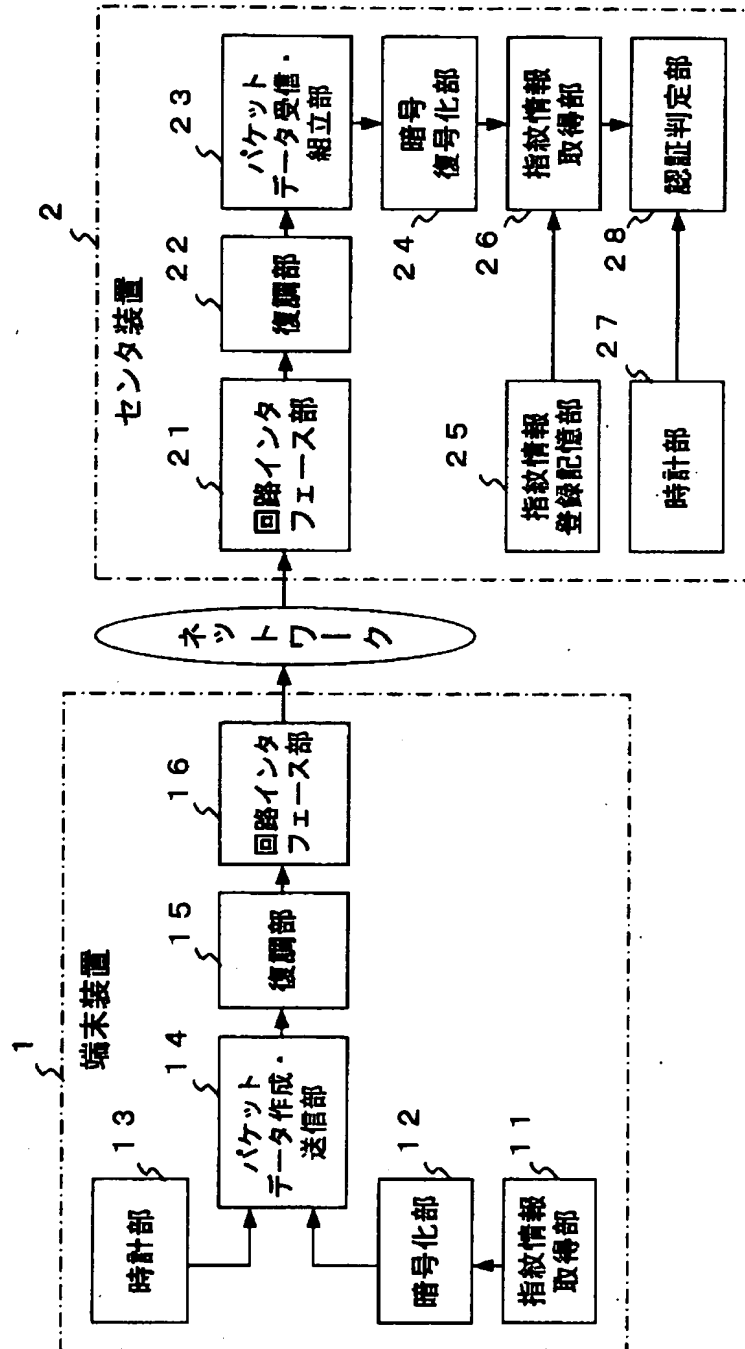 1
端末装置
13
時計部
14
パケット
データ作成・
送信部
15
復調部
16
回路インタ
フェース部
12
暗号化部
11
指紋情報
取得部
ネットワーク
2
センタ装置
21
回路インタ
フェース部
22
復調部
23
パケット
データ受信・
組立部
24
暗号
復号化部
25
指紋情報
登録記憶部
26
指紋情報
取得部
27
時計部
28
認証判定部